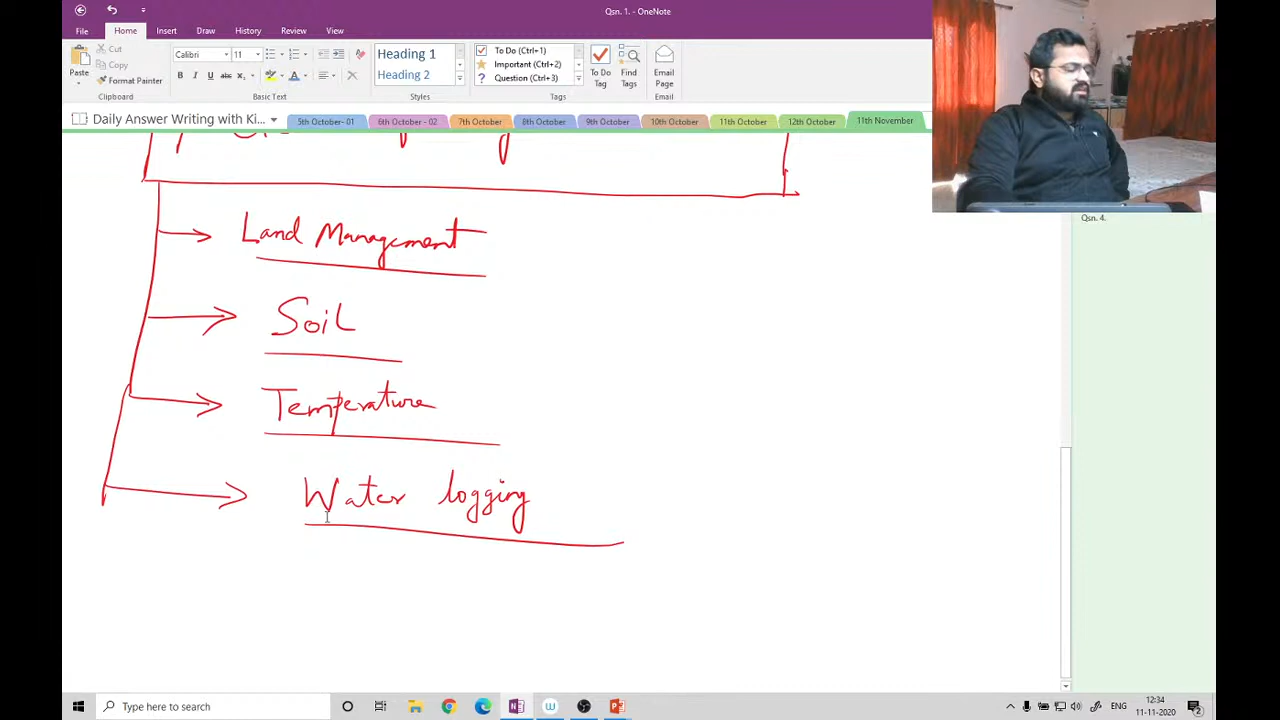 Qsn. 1. - OneNote
File Home Insert Draw History Review View
Paste Cut Copy Format Painter Clipboard
Calibri 11 B I U abc Basic Text
Heading 1 Heading 2 Styles
To Do (Ctrl+1) Important (Ctrl+2) Question (Ctrl+3) To Do Tag Find Tags Tags
Email Page Email
Daily Answer Writing with Ki... 5th October- 01 6th October - 02 7th October 8th October 9th October 10th October 11th October 12th October 11th November
Qsn. 4.
Land Management
Soil
Temperature
Water logging
Type here to search
12:34
11-11-2020
2